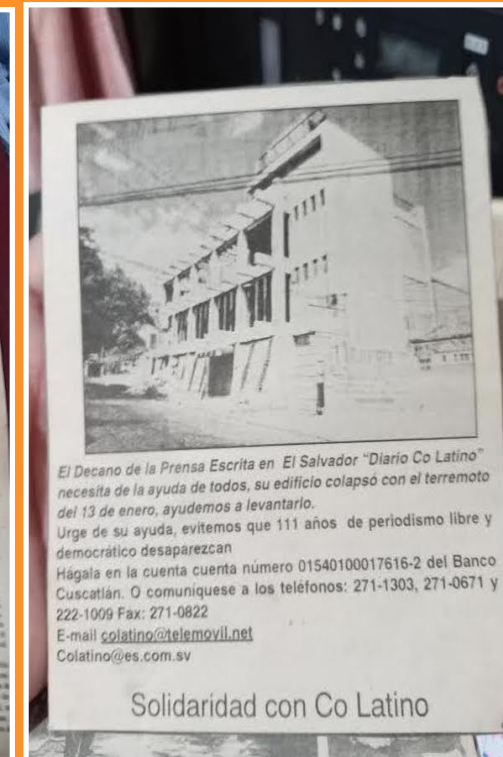 El Decano de la Prensa Escrita en El Salvador "Diario Co Latino"
necesita de la ayuda de todos, su edificio colapsó con el terremoto
del 13 de enero, ayudemos a levantarlo.
Urge de su ayuda, evitemos que 111 años de periodismo libre y
democrático desaparezcan
Hágala en la cuenta cuenta número 01540100017616-2 del Banco
Cuscatlán. O comuníquese a los teléfonos: 271-1303, 271-0671 y
222-1009 Fax: 271-0822
E-mail colatino@telemovil.net
Colatino@es.com.sv
Solidaridad con Co Latino